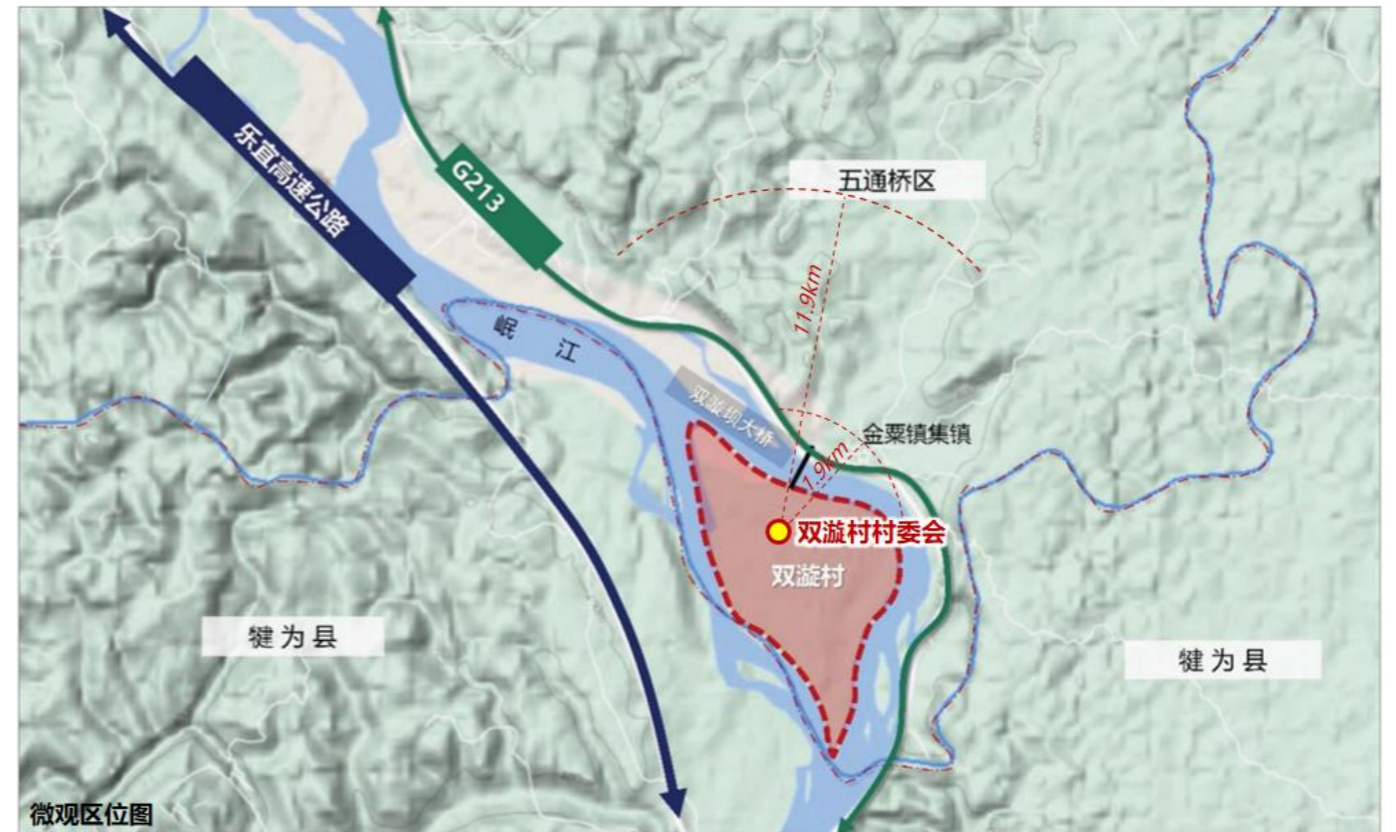 乐宜高速公路
G213
五通桥区
11.9km
岷江
双漩坝大桥
金粟镇集镇
1.9km
双漩村村委会
双漩村
犍为县
犍为县
微观区位图